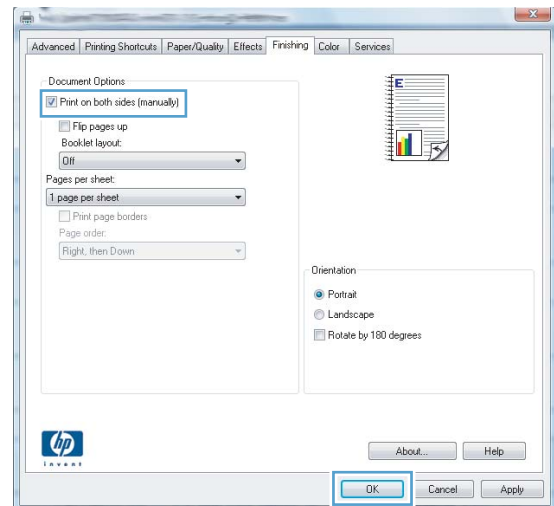 Advanced Printing Shortcuts Paper/Quality Effects Finishing Color Services
Document Options
Print on both sides (manually)
Flip pages up
Booklet layout:
Off
Pages per sheet:
1 page per sheet
Print page borders
Page order:
Right, then Down
E
Orientation
Portrait
Landscape
Rotate by 180 degrees
hp
invent
About... Help
OK Cancel Apply